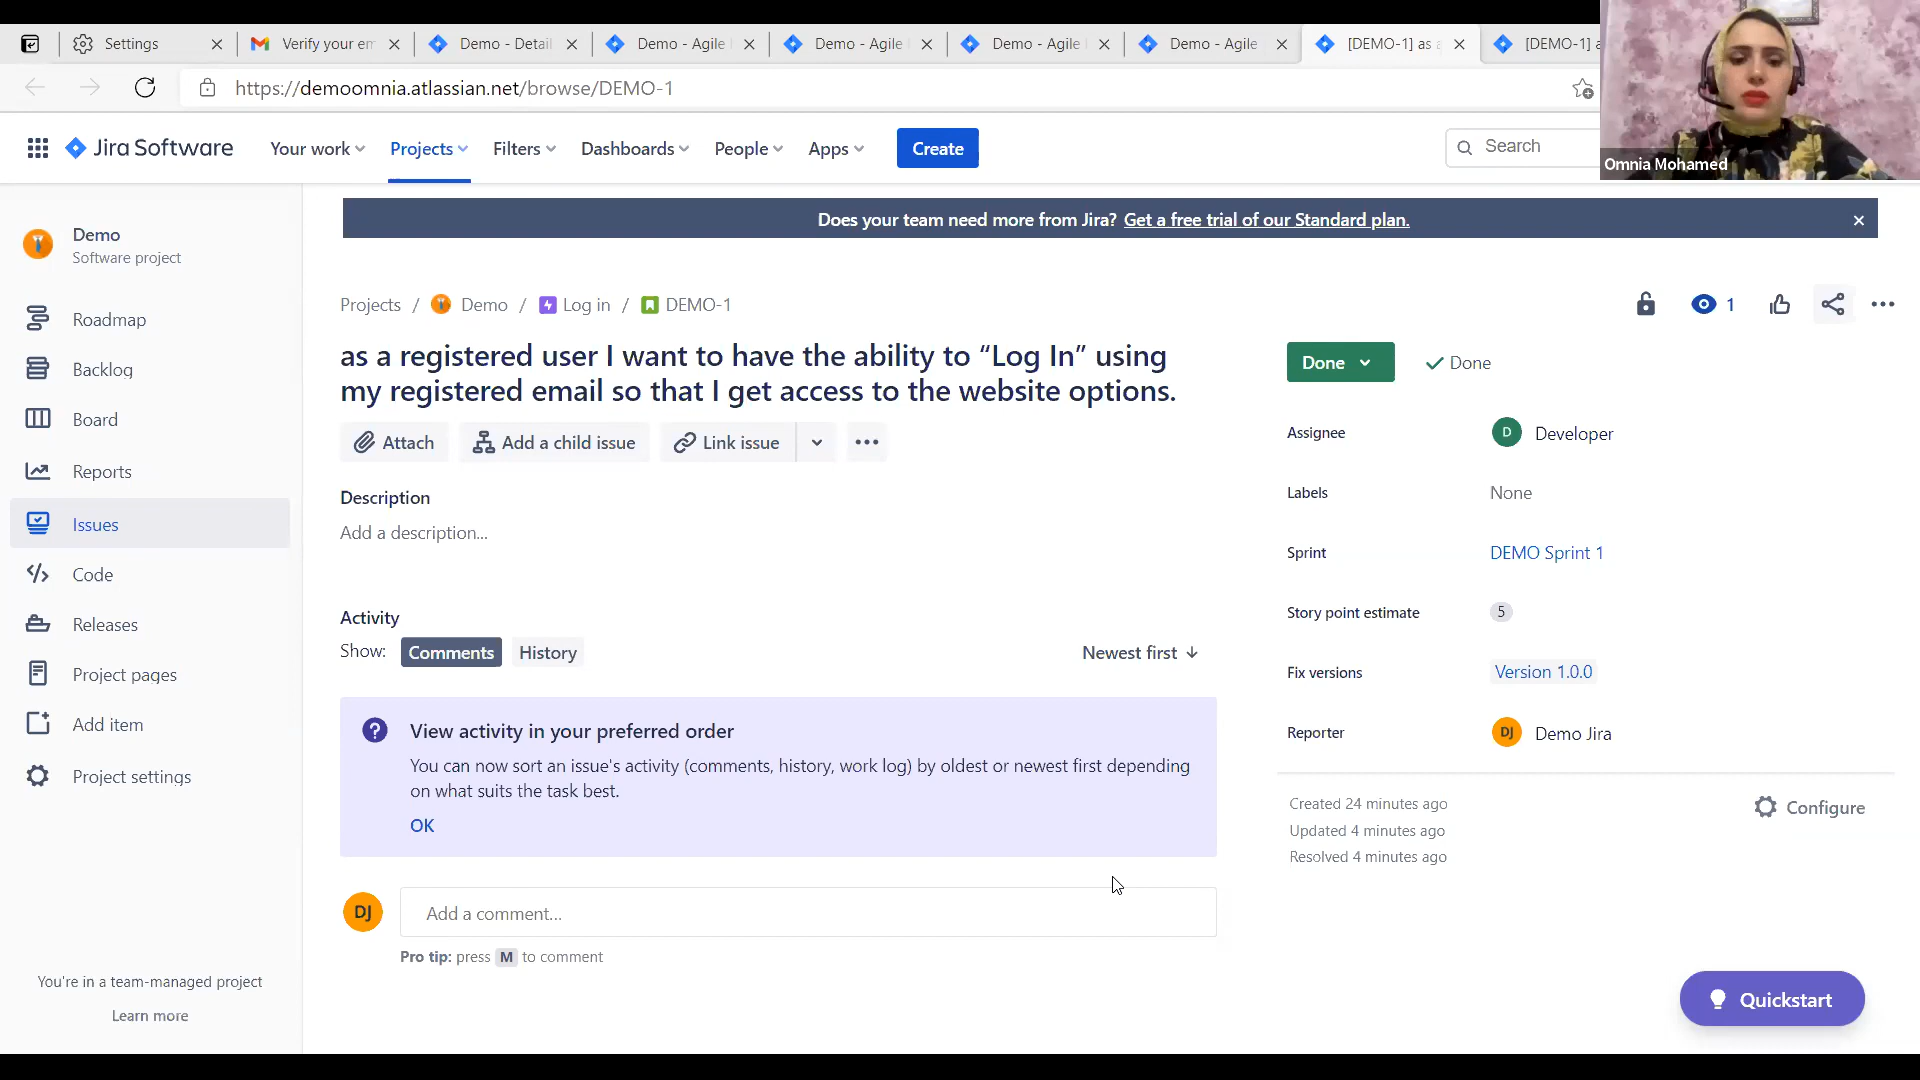 Settings
Verify your em
Demo - Detail
Demo - Agile
Demo - Agile
Demo - Agile
Demo - Agile
[DEMO-1] as a
[DEMO-1] a
https://demoomnia.atlassian.net/browse/DEMO-1
Jira Software
Your work
Projects
Filters
Dashboards
People
Apps
Create
Search
Omnia Mohamed
Does your team need more from Jira? Get a free trial of our Standard plan.
Demo
Software project
Roadmap
Backlog
Board
Reports
Issues
Code
Releases
Project pages
Add item
Project settings
You're in a team-managed project
Learn more
Projects / Demo / Log in / DEMO-1
1
as a registered user I want to have the ability to “Log In” using
my registered email so that I get access to the website options.
Attach
Add a child issue
Link issue
Description
Add a description...
Activity
Show: Comments History
Newest first
View activity in your preferred order
You can now sort an issue's activity (comments, history, work log) by oldest or newest first depending
on what suits the task best.
OK
DJ
Add a comment...
Pro tip: press M to comment
Done
Done
Assignee
D Developer
Labels
None
Sprint
DEMO Sprint 1
Story point estimate
5
Fix versions
Version 1.0.0
Reporter
DJ Demo Jira
Created 24 minutes ago
Updated 4 minutes ago
Resolved 4 minutes ago
Configure
Quickstart